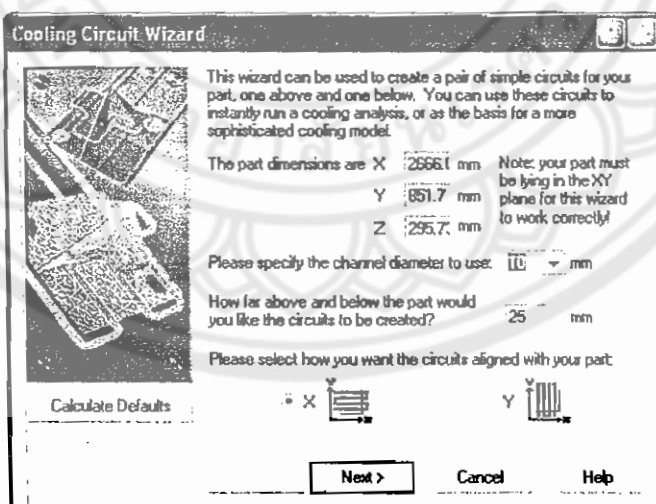 Cooling Circuit Wizard
This wizard can be used to create a pair of simple circuits for your
part, one above and one below. You can use these circuits to
instantly run a cooling analysis, or as the basis for a more
sophisticated cooling model.
The part dimensions are X 2666.( mm
Y 851.7 mm
Z 295.7 mm
Note: your part must
be lying in the XY
plane for this wizard
to work correctly!
Please specify the channel diameter to use: 10 mm
How far above and below the part would
you like the circuits to be created? 25 mm
Please select how you want the circuits aligned with your part:
X Y
Calculate Defaults
Next > Cancel Help